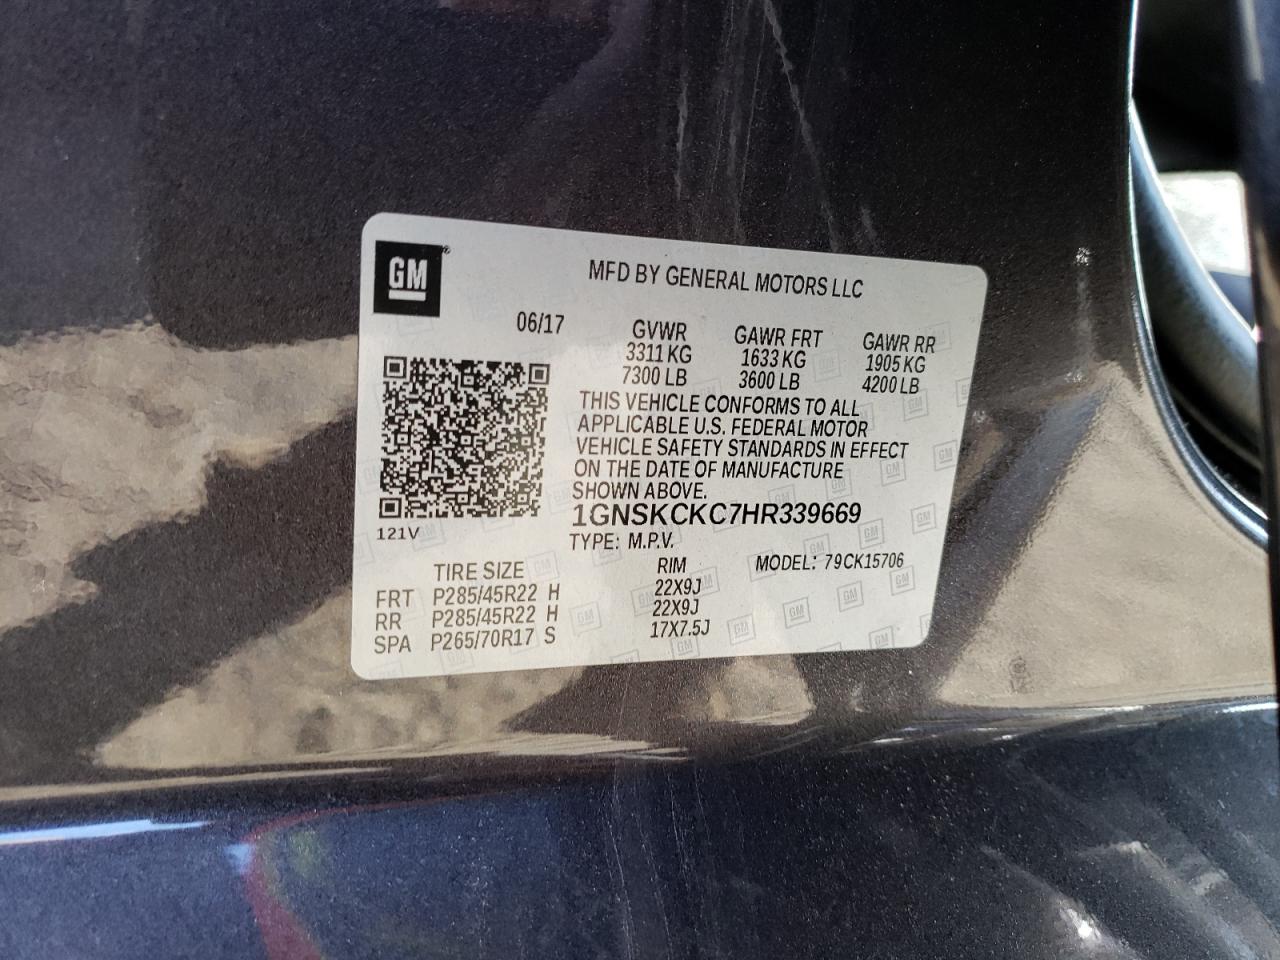 GM
MFD BY GENERAL MOTORS LLC
06/17 GVWR GAWR FRT GAWR RR
3311 KG 1633 KG 1905 KG
7300 LB 3600 LB 4200 LB
THIS VEHICLE CONFORMS TO ALL
APPLICABLE U.S. FEDERAL MOTOR
VEHICLE SAFETY STANDARDS IN EFFECT
ON THE DATE OF MANUFACTURE
SHOWN ABOVE.
1GNSKCKC7HR339669
121V
TYPE: M.P.V.
TIRE SIZE RIM MODEL: 79CK15706
FRT P285/45R22 H 22X9J
RR P285/45R22 H 22X9J
SPA P265/70R17 S 17X7.5J